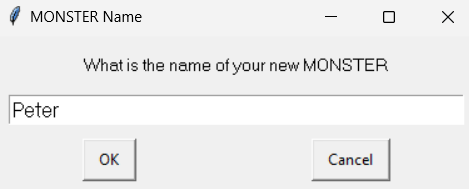 MONSTER Name
What is the name of your new MONSTER
Peter
OK Cancel